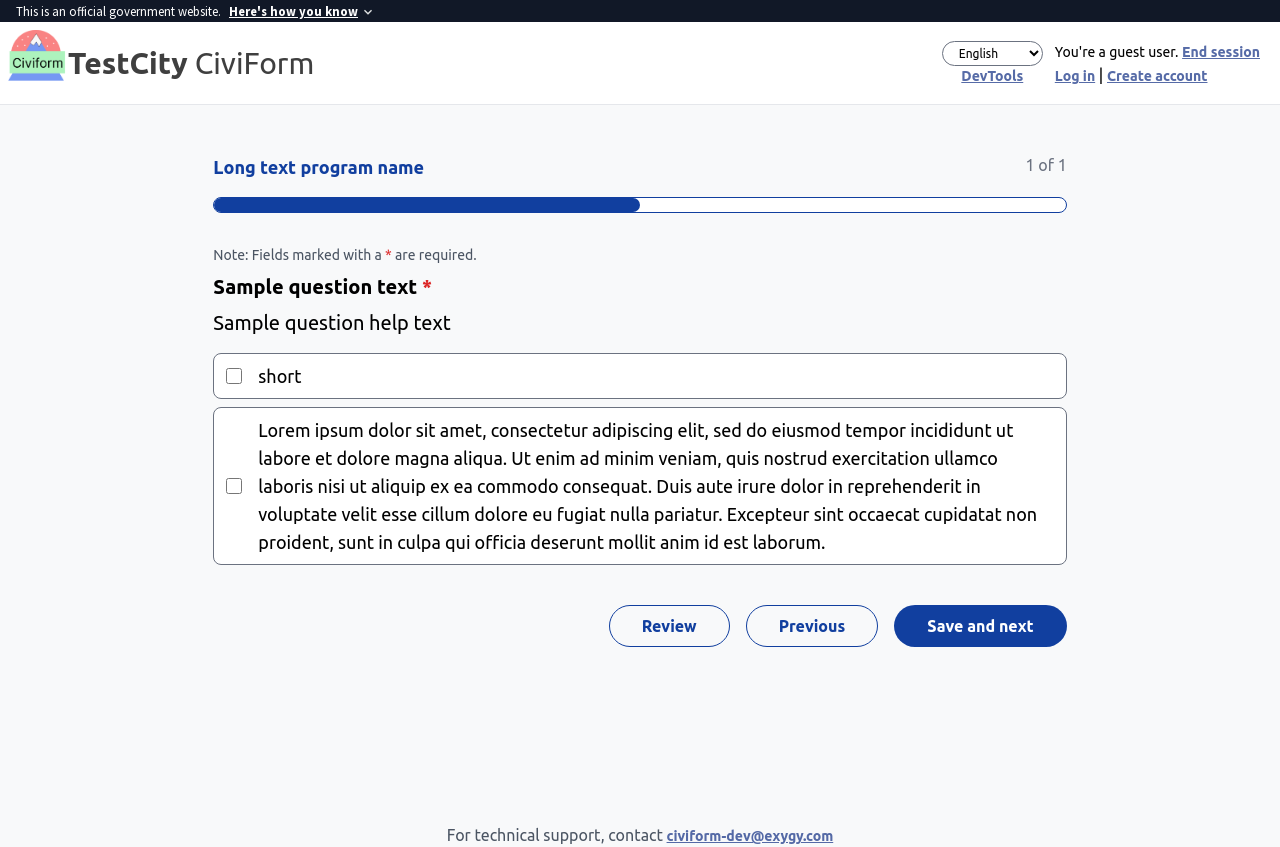 This is an official government website. Here's how you know
Civiform
TestCity CiviForm
English
You're a guest user. End session
DevTools
Log in | Create account
Long text program name
1 of 1
Note: Fields marked with a * are required.
Sample question text *
Sample question help text
short
Lorem ipsum dolor sit amet, consectetur adipiscing elit, sed do eiusmod tempor incididunt ut
labore et dolore magna aliqua. Ut enim ad minim veniam, quis nostrud exercitation ullamco
laboris nisi ut aliquip ex ea commodo consequat. Duis aute irure dolor in reprehenderit in
voluptate velit esse cillum dolore eu fugiat nulla pariatur. Excepteur sint occaecat cupidatat non
proident, sunt in culpa qui officia deserunt mollit anim id est laborum.
Review
Previous
Save and next
For technical support, contact civiform-dev@exygy.com